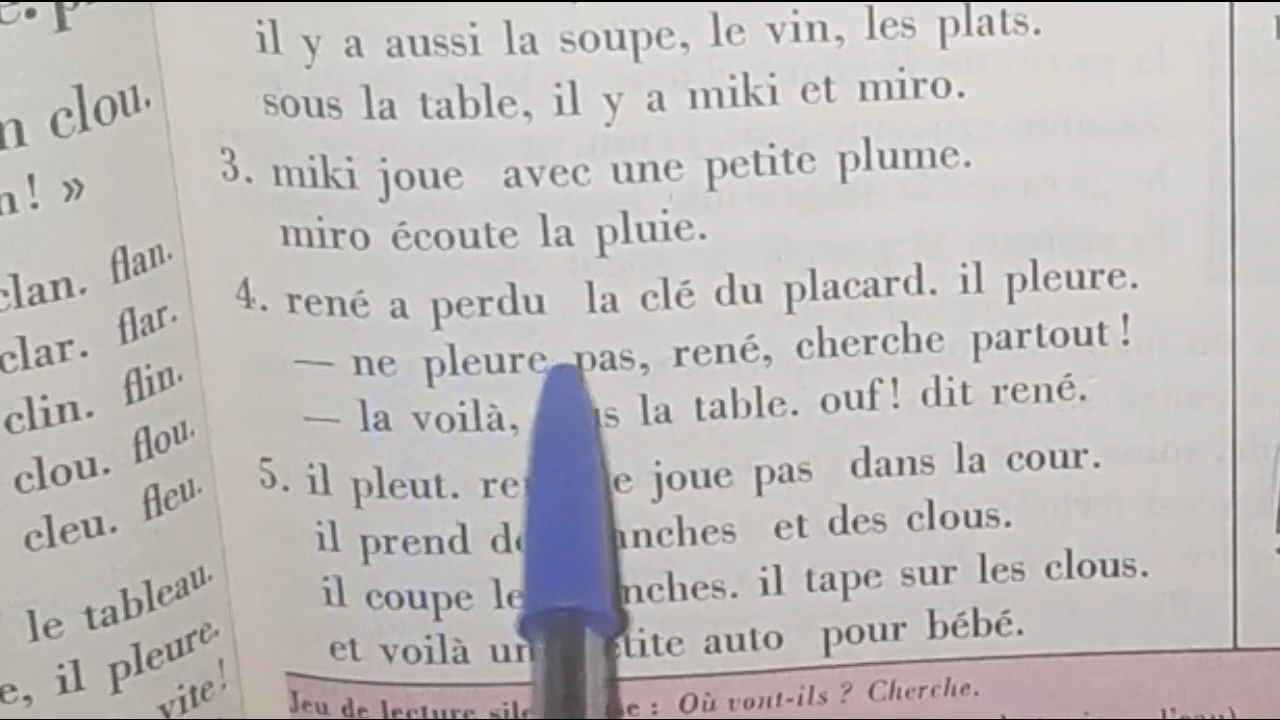 clou.
! »
clan. flan.
clar. flar.
clin. flin.
clou. flou.
cleu. fleu.
le tableau.
il pleure.
vite!
il y a aussi la soupe, le vin, les plats.
sous la table, il y a miki et miro.
3. miki joue avec une petite plume.
miro écoute la pluie.
4. rené a perdu la clé du placard. il pleure.
— ne pleure pas, rené, cherche partout!
— la voilà, la table. ouf! dit rené.
5. il pleut. joue pas dans la cour.
il prend et des clous.
il coupe il tape sur les clous.
et voilà auto pour bébé.
Jeu de lecture : Où vont-ils ? Cherche.